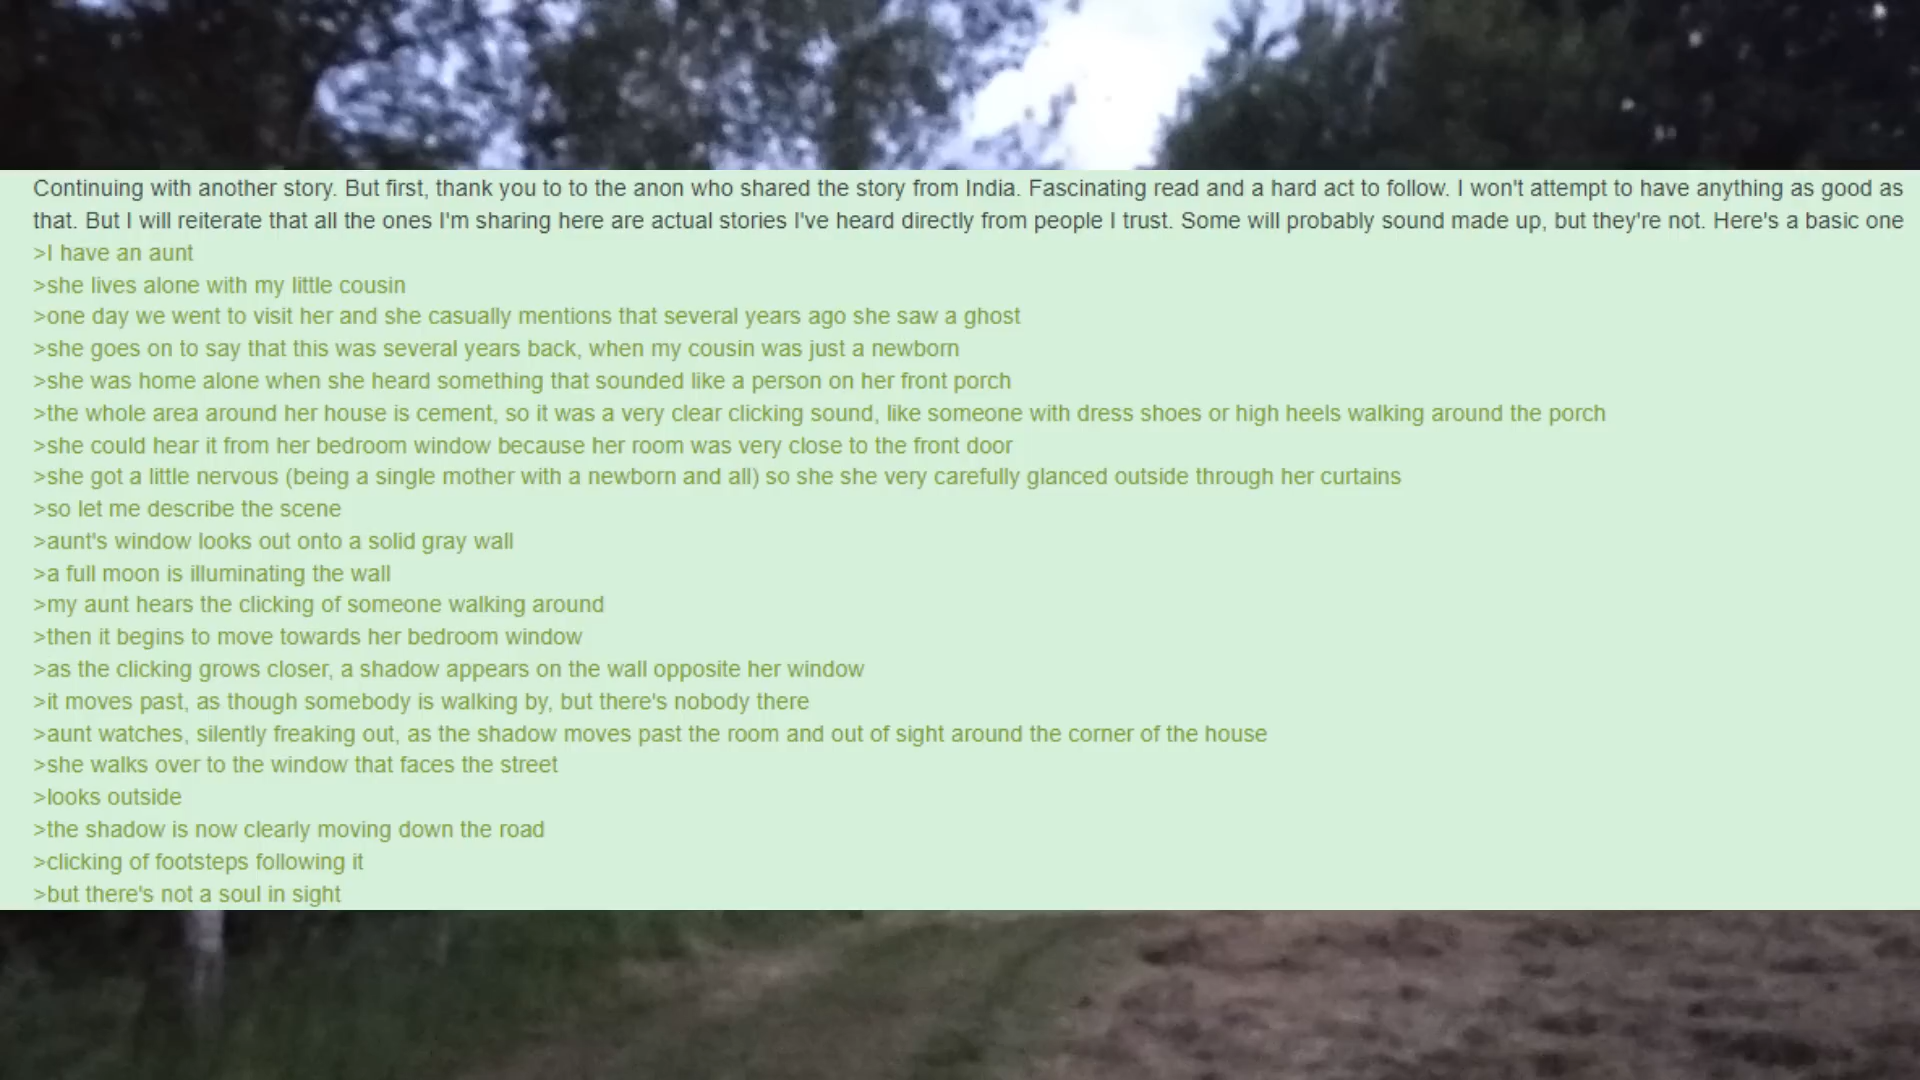 Continuing with another story. But first, thank you to to the anon who shared the story from India. Fascinating read and a hard act to follow. I won't attempt to have anything as good as
that. But I will reiterate that all the ones I'm sharing here are actual stories I've heard directly from people I trust. Some will probably sound made up, but they're not. Here's a basic one
>I have an aunt
>she lives alone with my little cousin
>one day we went to visit her and she casually mentions that several years ago she saw a ghost
>she goes on to say that this was several years back, when my cousin was just a newborn
>she was home alone when she heard something that sounded like a person on her front porch
>the whole area around her house is cement, so it was a very clear clicking sound, like someone with dress shoes or high heels walking around the porch
>she could hear it from her bedroom window because her room was very close to the front door
>she got a little nervous (being a single mother with a newborn and all) so she she very carefully glanced outside through her curtains
>so let me describe the scene
>aunt's window looks out onto a solid gray wall
>a full moon is illuminating the wall
>my aunt hears the clicking of someone walking around
>then it begins to move towards her bedroom window
>as the clicking grows closer, a shadow appears on the wall opposite her window
>it moves past, as though somebody is walking by, but there's nobody there
>aunt watches, silently freaking out, as the shadow moves past the room and out of sight around the corner of the house
>she walks over to the window that faces the street
>looks outside
>the shadow is now clearly moving down the road
>clicking of footsteps following it
>but there's not a soul in sight